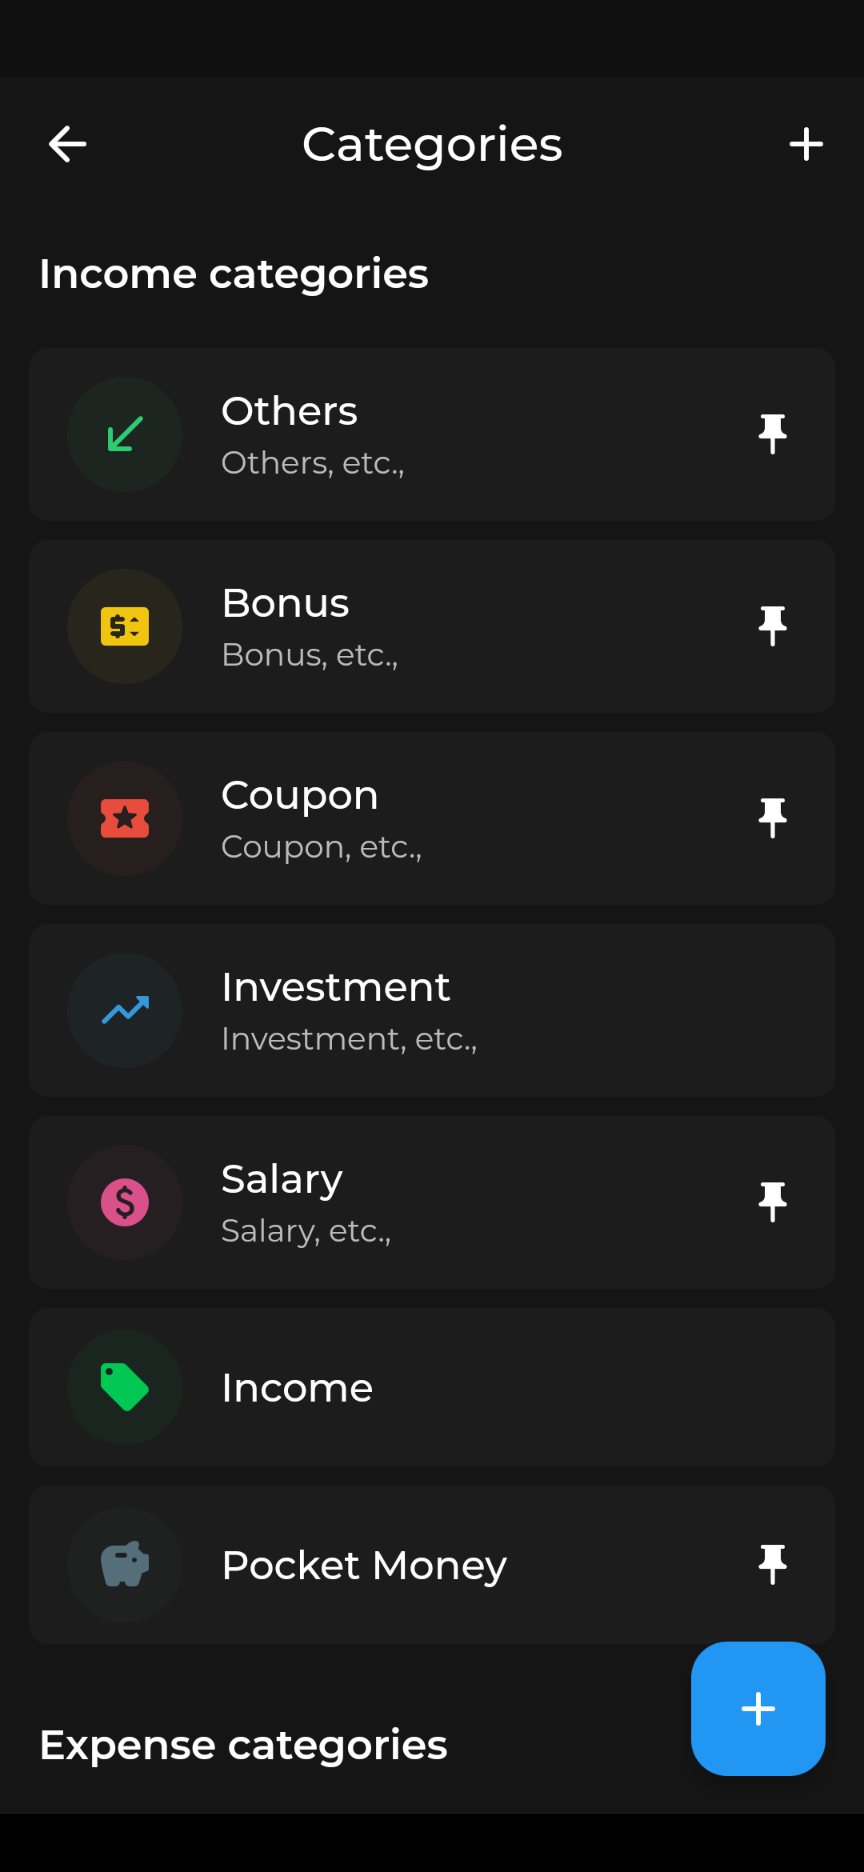 Categories
Income categories
Others
Others, etc.,
Bonus
Bonus, etc.,
Coupon
Coupon, etc.,
Investment
Investment, etc.,
Salary
Salary, etc.,
Income
Pocket Money
Expense categories